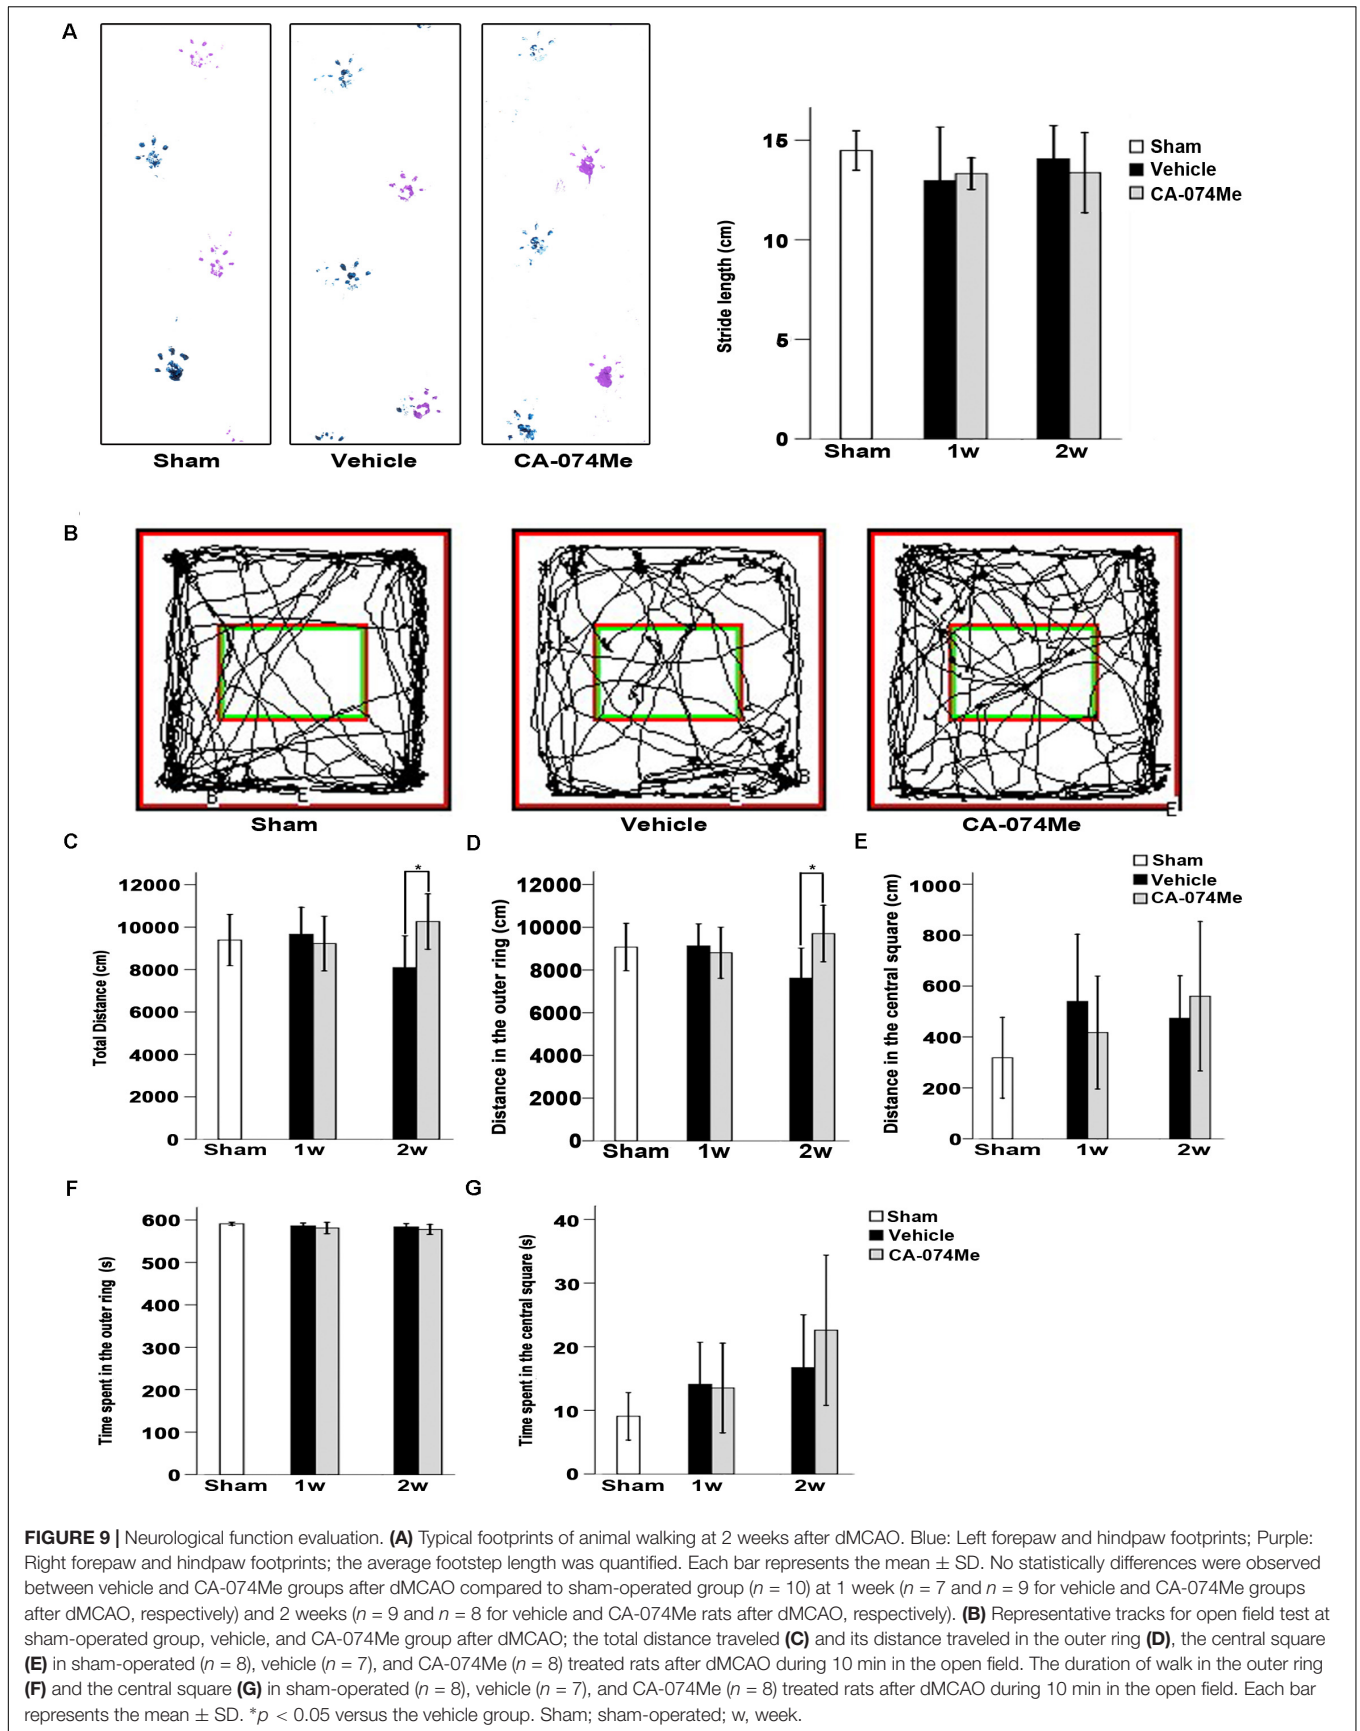 A
Sham
Vehicle
CA-074Me
Stride length (cm)
15
10
5
0
Sham
1w
2w
Sham
Vehicle
CA-074Me
B
B
E
Sham
B
E
Vehicle
E
CA-074Me
C
Total Distance (cm)
12000
10000
8000
6000
4000
2000
0
*
Sham
1w
2w
D
Distance in the outer ring (cm)
12000
10000
8000
6000
4000
2000
0
*
Sham
1w
2w
E
Distance in the central square (cm)
1000
800
600
400
200
0
Sham
1w
2w
Sham
Vehicle
CA-074Me
F
Time spent in the outer ring (s)
600
500
400
300
200
100
0
Sham
1w
2w
G
Time spent in the central square (s)
40
30
20
10
0
Sham
1w
2w
Sham
Vehicle
CA-074Me
FIGURE 9 | Neurological function evaluation. (A) Typical footprints of animal walking at 2 weeks after dMCAO. Blue: Left forepaw and hindpaw footprints; Purple:
Right forepaw and hindpaw footprints; the average footstep length was quantified. Each bar represents the mean ± SD. No statistically differences were observed
between vehicle and CA-074Me groups after dMCAO compared to sham-operated group (n = 10) at 1 week (n = 7 and n = 9 for vehicle and CA-074Me groups
after dMCAO, respectively) and 2 weeks (n = 9 and n = 8 for vehicle and CA-074Me rats after dMCAO, respectively). (B) Representative tracks for open field test at
sham-operated group, vehicle, and CA-074Me group after dMCAO; the total distance traveled (C) and its distance traveled in the outer ring (D), the central square
(E) in sham-operated (n = 8), vehicle (n = 7), and CA-074Me (n = 8) treated rats after dMCAO during 10 min in the open field. The duration of walk in the outer ring
(F) and the central square (G) in sham-operated (n = 8), vehicle (n = 7), and CA-074Me (n = 8) treated rats after dMCAO during 10 min in the open field. Each bar
represents the mean ± SD. *p < 0.05 versus the vehicle group. Sham; sham-operated; w, week.